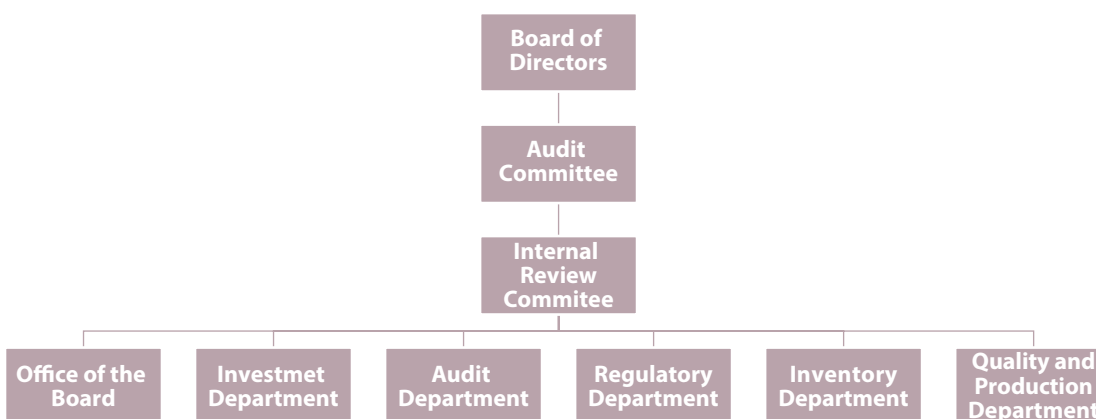 Board of
Directors
Audit
Committee
Internal
Review
Commitee
Office of the
Board
Investmet
Department
Audit
Department
Regulatory
Department
Inventory
Department
Quality and
Production
Department